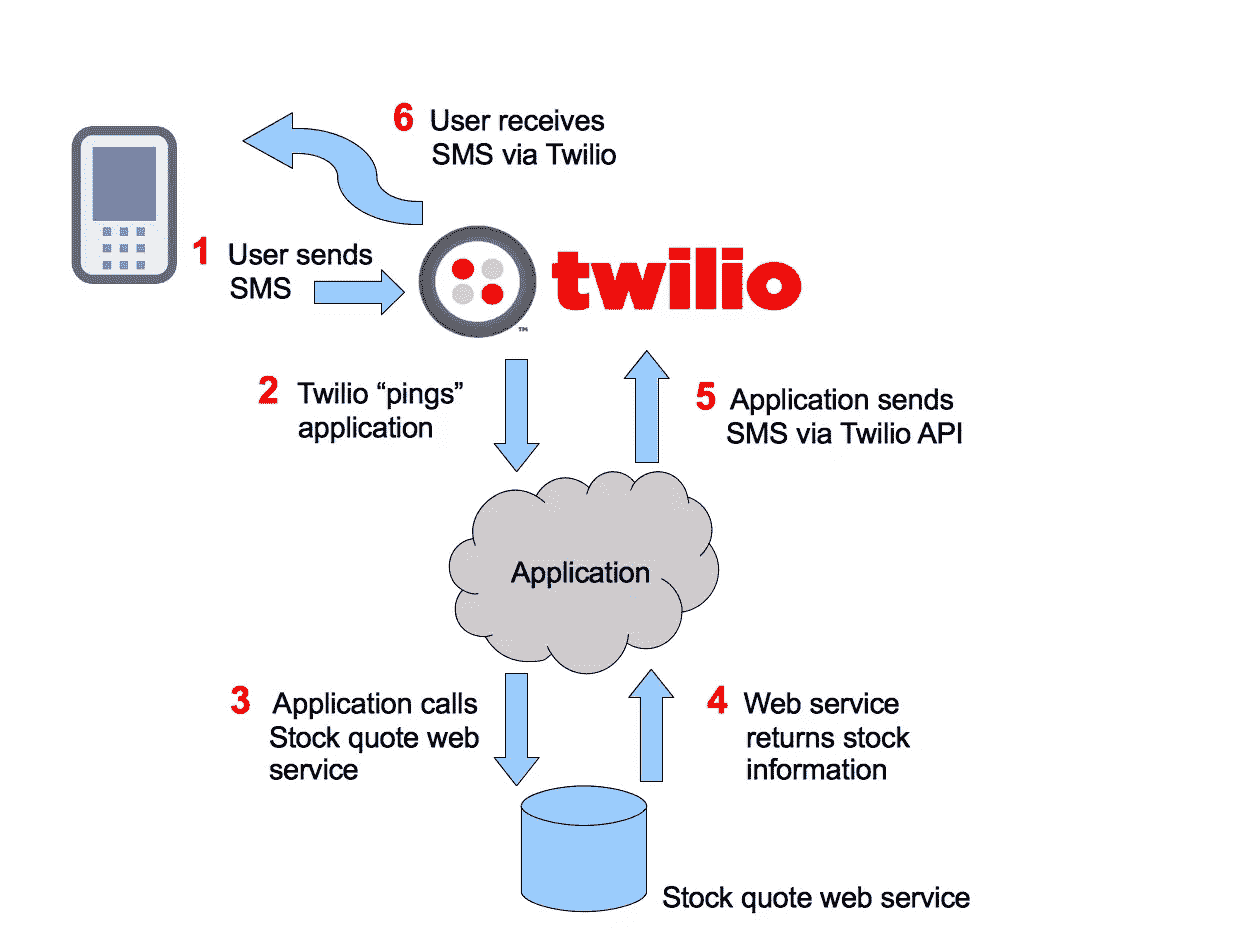 6 User receives
SMS via Twilio
1 User sends
SMS
twilio
™
2 Twilio “pings”
application
5 Application sends
SMS via Twilio API
Application
3 Application calls
Stock quote web
service
4 Web service
returns stock
information
Stock quote web service